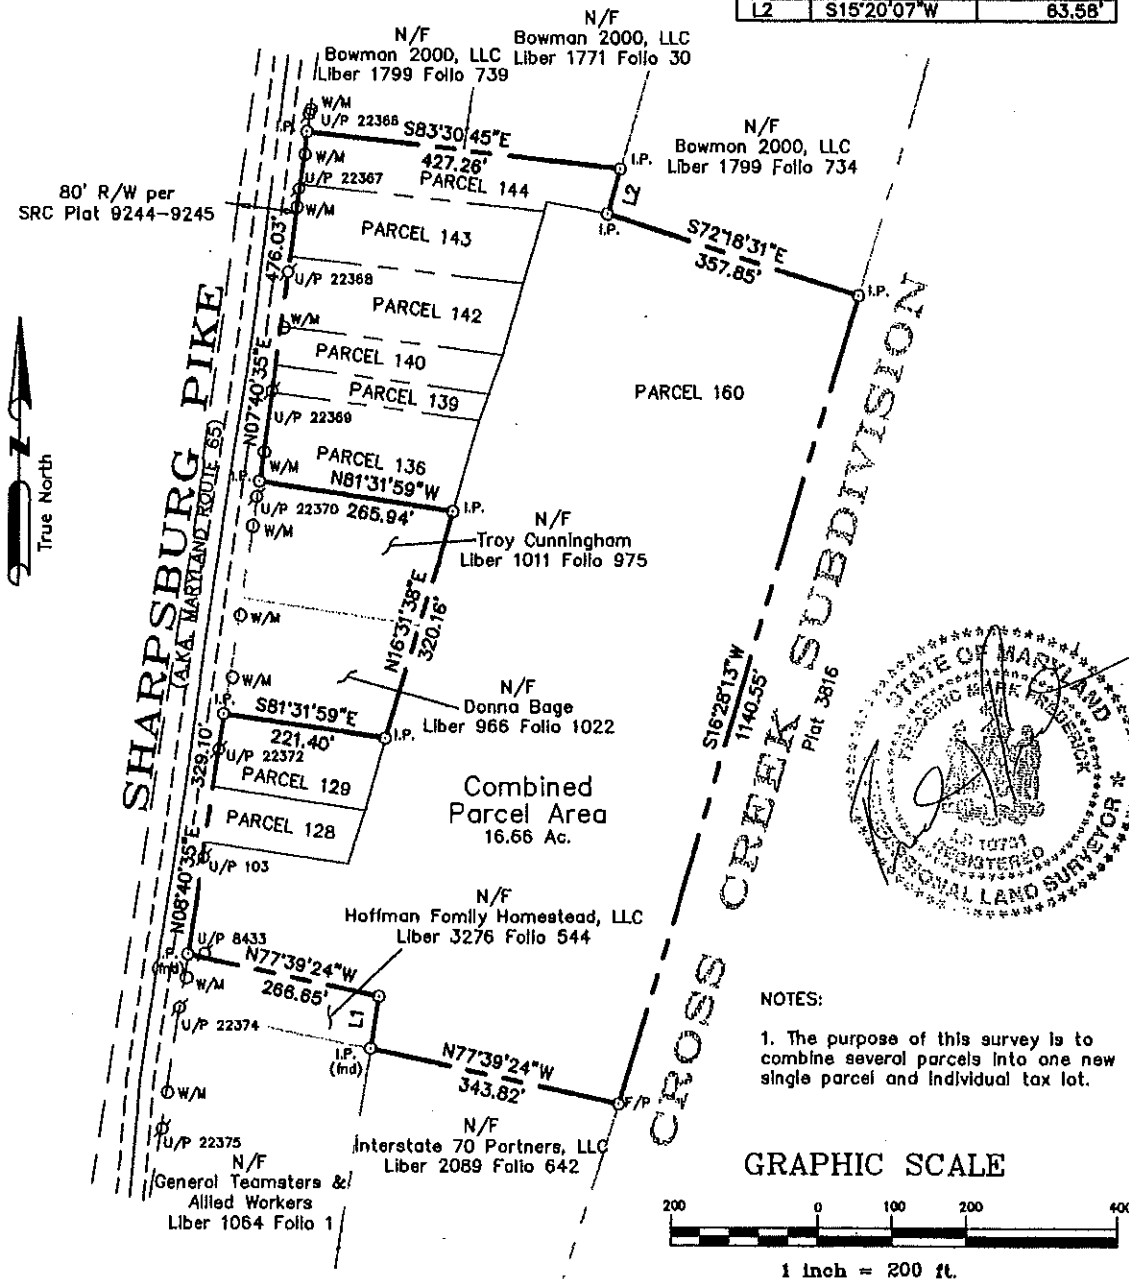 L2 S15°20'07"W 63.58'
N/F
Bowman 2000, LLC
Liber 1799 Folio 739
N/F
Bowman 2000, LLC
Liber 1771 Folio 30
N/F
Bowman 2000, LLC
Liber 1799 Folio 734
W/M
U/P 22366
I.P.
W/M
S83°30'45"E
427.26'
I.P.
L2
I.P.
PARCEL 144
U/P 22367
W/M
80' R/W per
SRC Plat 9244-9245
PARCEL 143
S72°18'31"E
357.85'
I.P.
476.03'
N07°40'35"E
U/P 22368
PARCEL 142
W/M
PARCEL 140
PARCEL 139
PARCEL 160
U/P 22369
PARCEL 136
W/M
I.P.
N81°31'59"W
265.94'
I.P.
U/P 22370
W/M
N/F
Troy Cunningham
Liber 1011 Folio 975
True North
N
SHARPSBURG PIKE
(A.K.A. MARYLAND ROUTE 65)
W/M
N16°31'38"E
320.16'
W/M
N/F
Donna Bage
Liber 966 Folio 1022
I.P.
S81°31'59"E
221.40'
I.P.
U/P 22372
PARCEL 129
PARCEL 128
329.10'
N08°40'35"E
U/P 103
Combined
Parcel Area
16.66 Ac.
S16°28'13"W
1140.55'
CROSS CREEK SUBDIVISION
Plat 3816
STATE OF MARYLAND
MARK FREDERICK
REGISTERED
PROFESSIONAL LAND SURVEYOR
N/F
Hoffman Family Homestead, LLC
Liber 3276 Folio 544
U/P 8433
I.P.
(fnd)
W/M
N77°39'24"W
266.65'
L1
U/P 22374
I.P.
(fnd)
N77°39'24"W
343.82'
F/P
W/M
U/P 22375
N/F
Interstate 70 Partners, LLC
Liber 2089 Folio 642
N/F
General Teamsters &
Allied Workers
Liber 1064 Folio 1
NOTES:
1. The purpose of this survey is to
combine several parcels into one new
single parcel and individual tax lot.
GRAPHIC SCALE
200 0 100 200 400
1 inch = 200 ft.